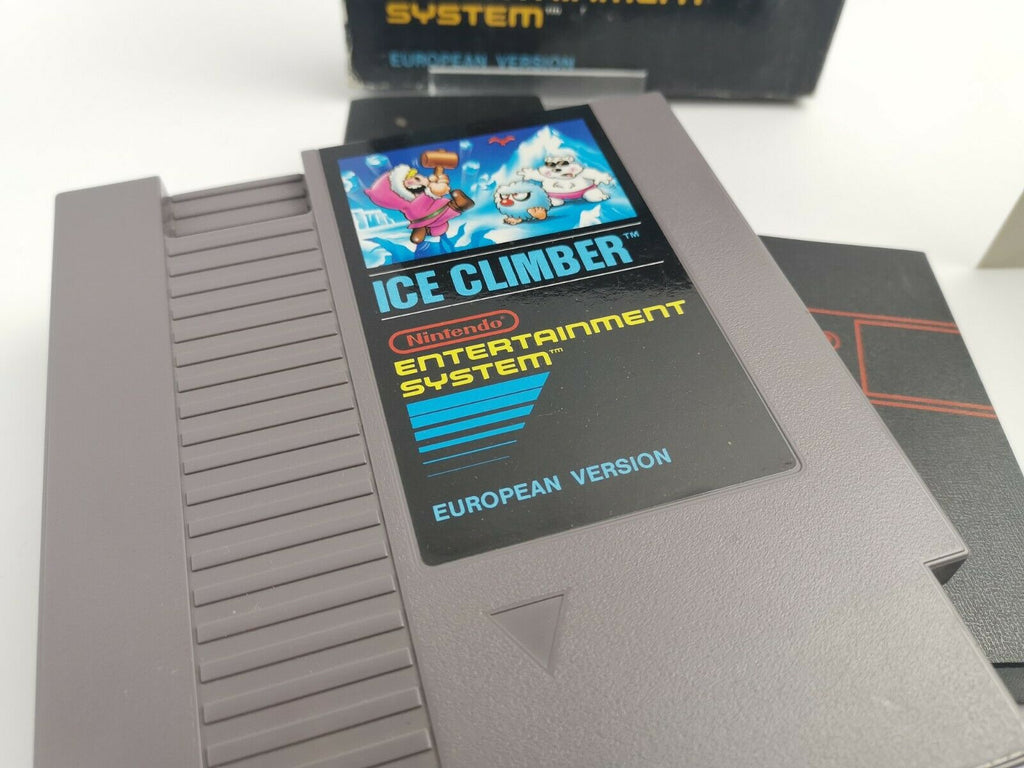 SYSTEM™
EUROPEAN VERSION
ICE CLIMBER™
Nintendo®
ENTERTAINMENT
SYSTEM™
EUROPEAN VERSION